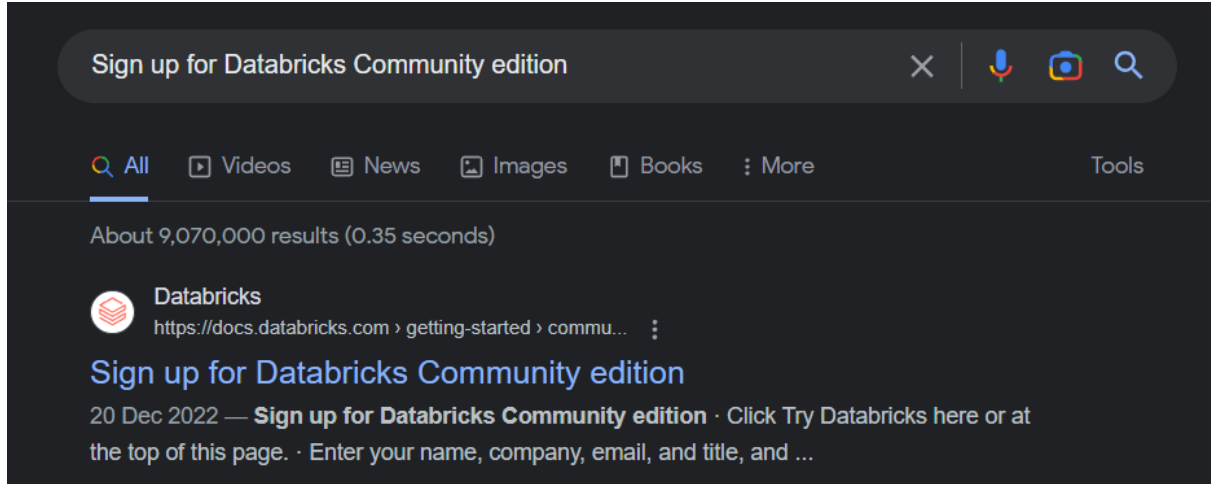 Sign up for Databricks Community edition
All Videos News Images Books More Tools
About 9,070,000 results (0.35 seconds)
Databricks
https://docs.databricks.com › getting-started › commu...
Sign up for Databricks Community edition
20 Dec 2022 — Sign up for Databricks Community edition · Click Try Databricks here or at
the top of this page. · Enter your name, company, email, and title, and ...